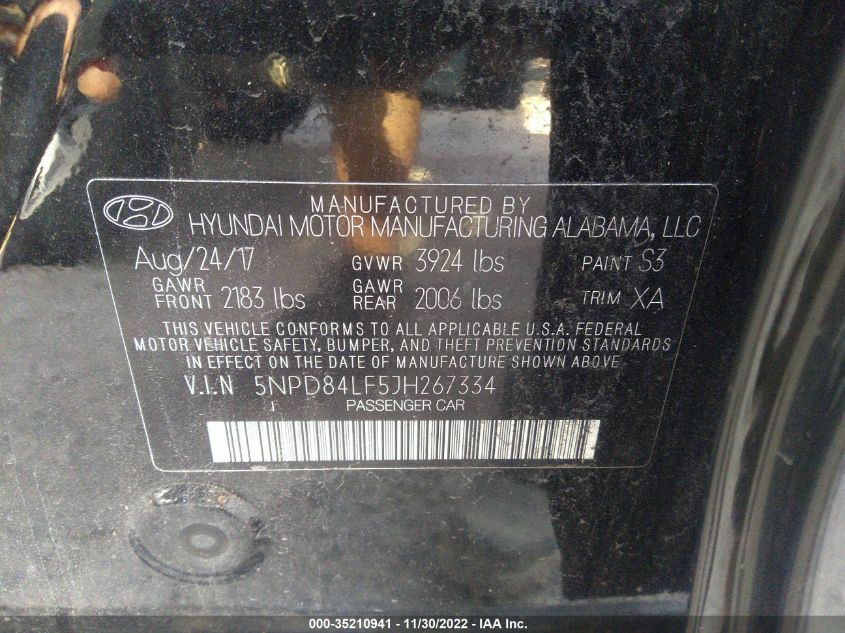 MANUFACTURED BY
HYUNDAI MOTOR MANUFACTURING ALABAMA, LLC
Aug/24/17 GVWR 3924 lbs PAINT S3
GAWR FRONT 2183 lbs GAWR REAR 2006 lbs TRIM XA
THIS VEHICLE CONFORMS TO ALL APPLICABLE U.S.A. FEDERAL
MOTOR VEHICLE SAFETY, BUMPER, AND THEFT PREVENTION STANDARDS
IN EFFECT ON THE DATE OF MANUFACTURE SHOWN ABOVE.
V.I.N 5NPD84LF5JH267334
PASSENGER CAR
000-35210941 - 11/30/2022 - IAA Inc.